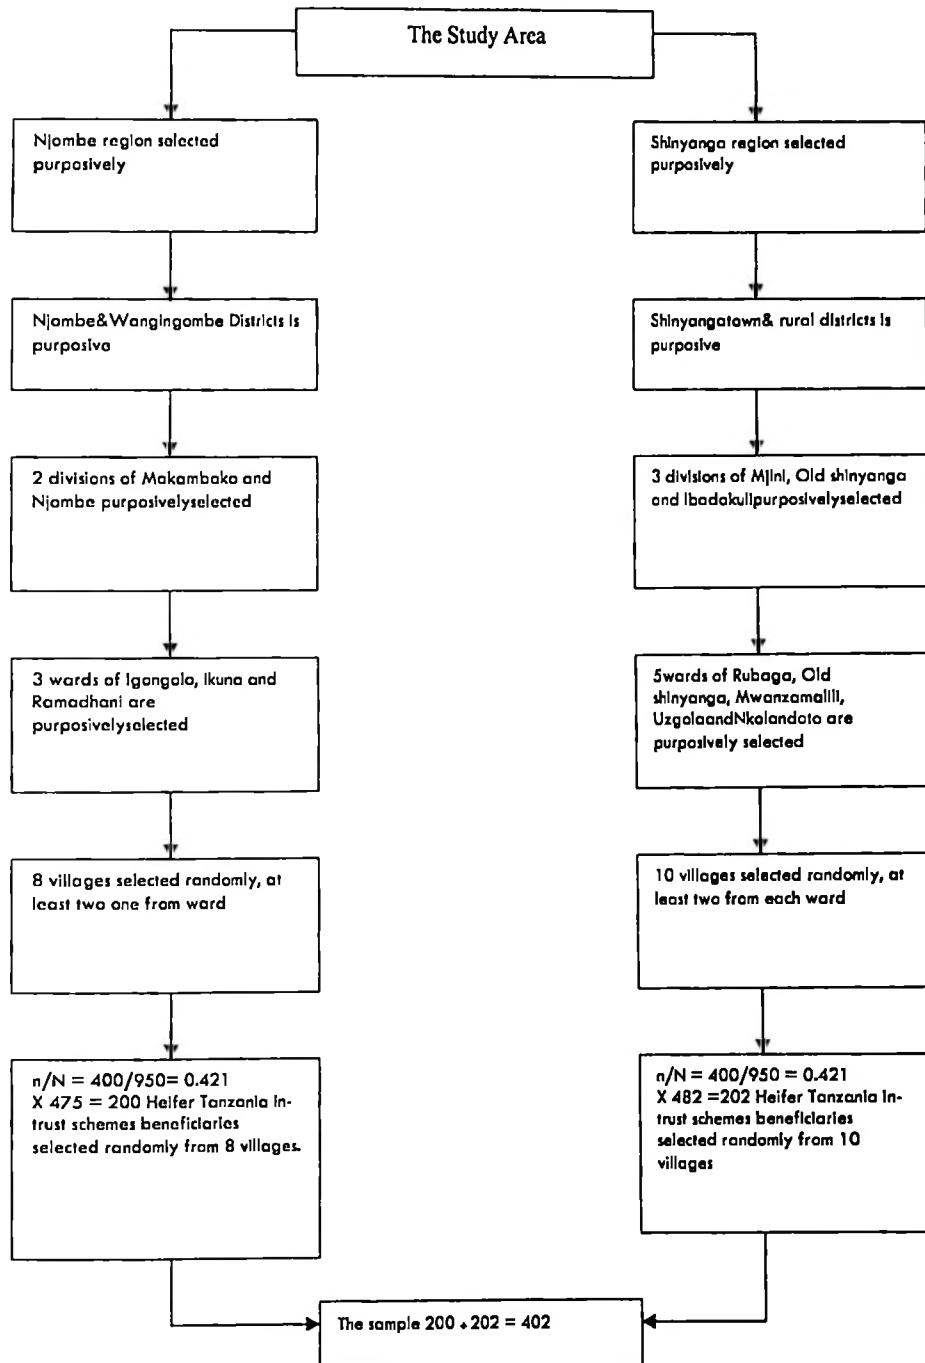 The Study Area
Njombe region selected
purposively
Shinyanga region selected
purposively
Njombe&Wangingombe Districts is
purposive
Shinyangatown& rural districts is
purposive
2 divisions of Makambako and
Njombe purposivelyselected
3 divisions of Mjini, Old shinyanga
and Ibadakulipurposivelyselected
3 wards of Igongolo, Ikuna and
Ramadhani are
purposivelyselected
5wards of Rubaga, Old
shinyanga, Mwanzamalili,
UzgolaandNkolandoto are
purposively selected
8 villages selected randomly, at
least two one from ward
10 villages selected randomly, at
least two from each ward
n/N = 400/950= 0.421
X 475 = 200 Heifer Tanzania in-
trust schemes beneficiaries
selected randomly from 8 villages.
n/N = 400/950 = 0.421
X 482 =202 Heifer Tanzania in-
trust schemes beneficiaries
selected randomly from 10
villages
The sample 200 + 202 = 402